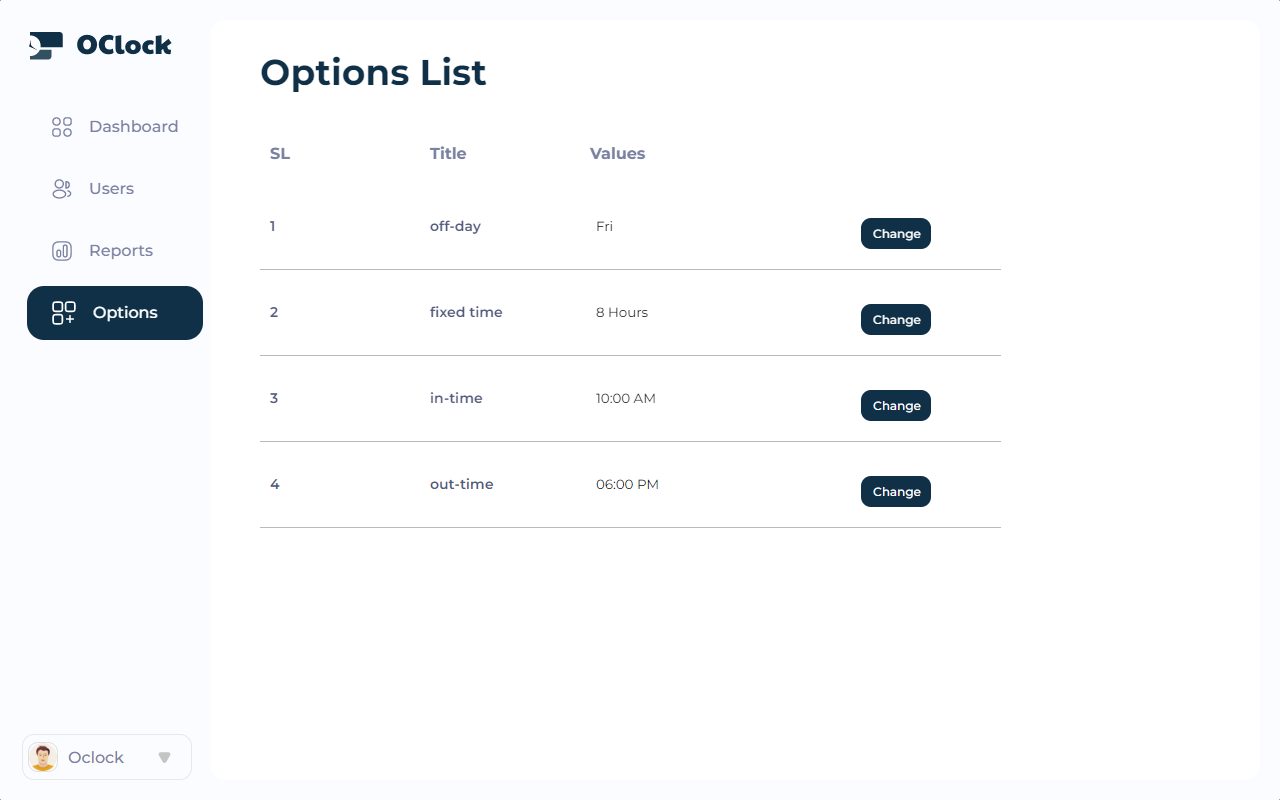 OClock
Dashboard
Users
Reports
Options
Oclock
Options List
SL Title Values
1 off-day Fri Change
2 fixed time 8 Hours Change
3 in-time 10:00 AM Change
4 out-time 06:00 PM Change